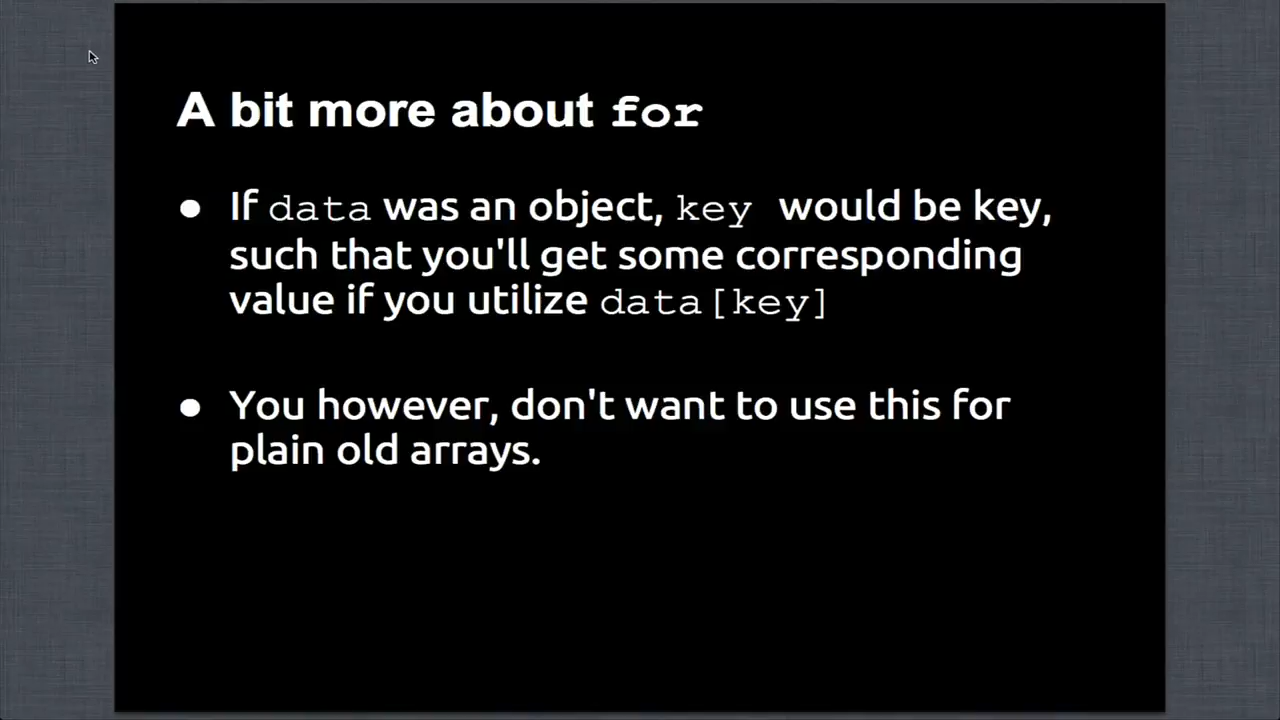 A bit more about for
● If data was an object, key would be key,
such that you'll get some corresponding
value if you utilize data[key]
● You however, don't want to use this for
plain old arrays.